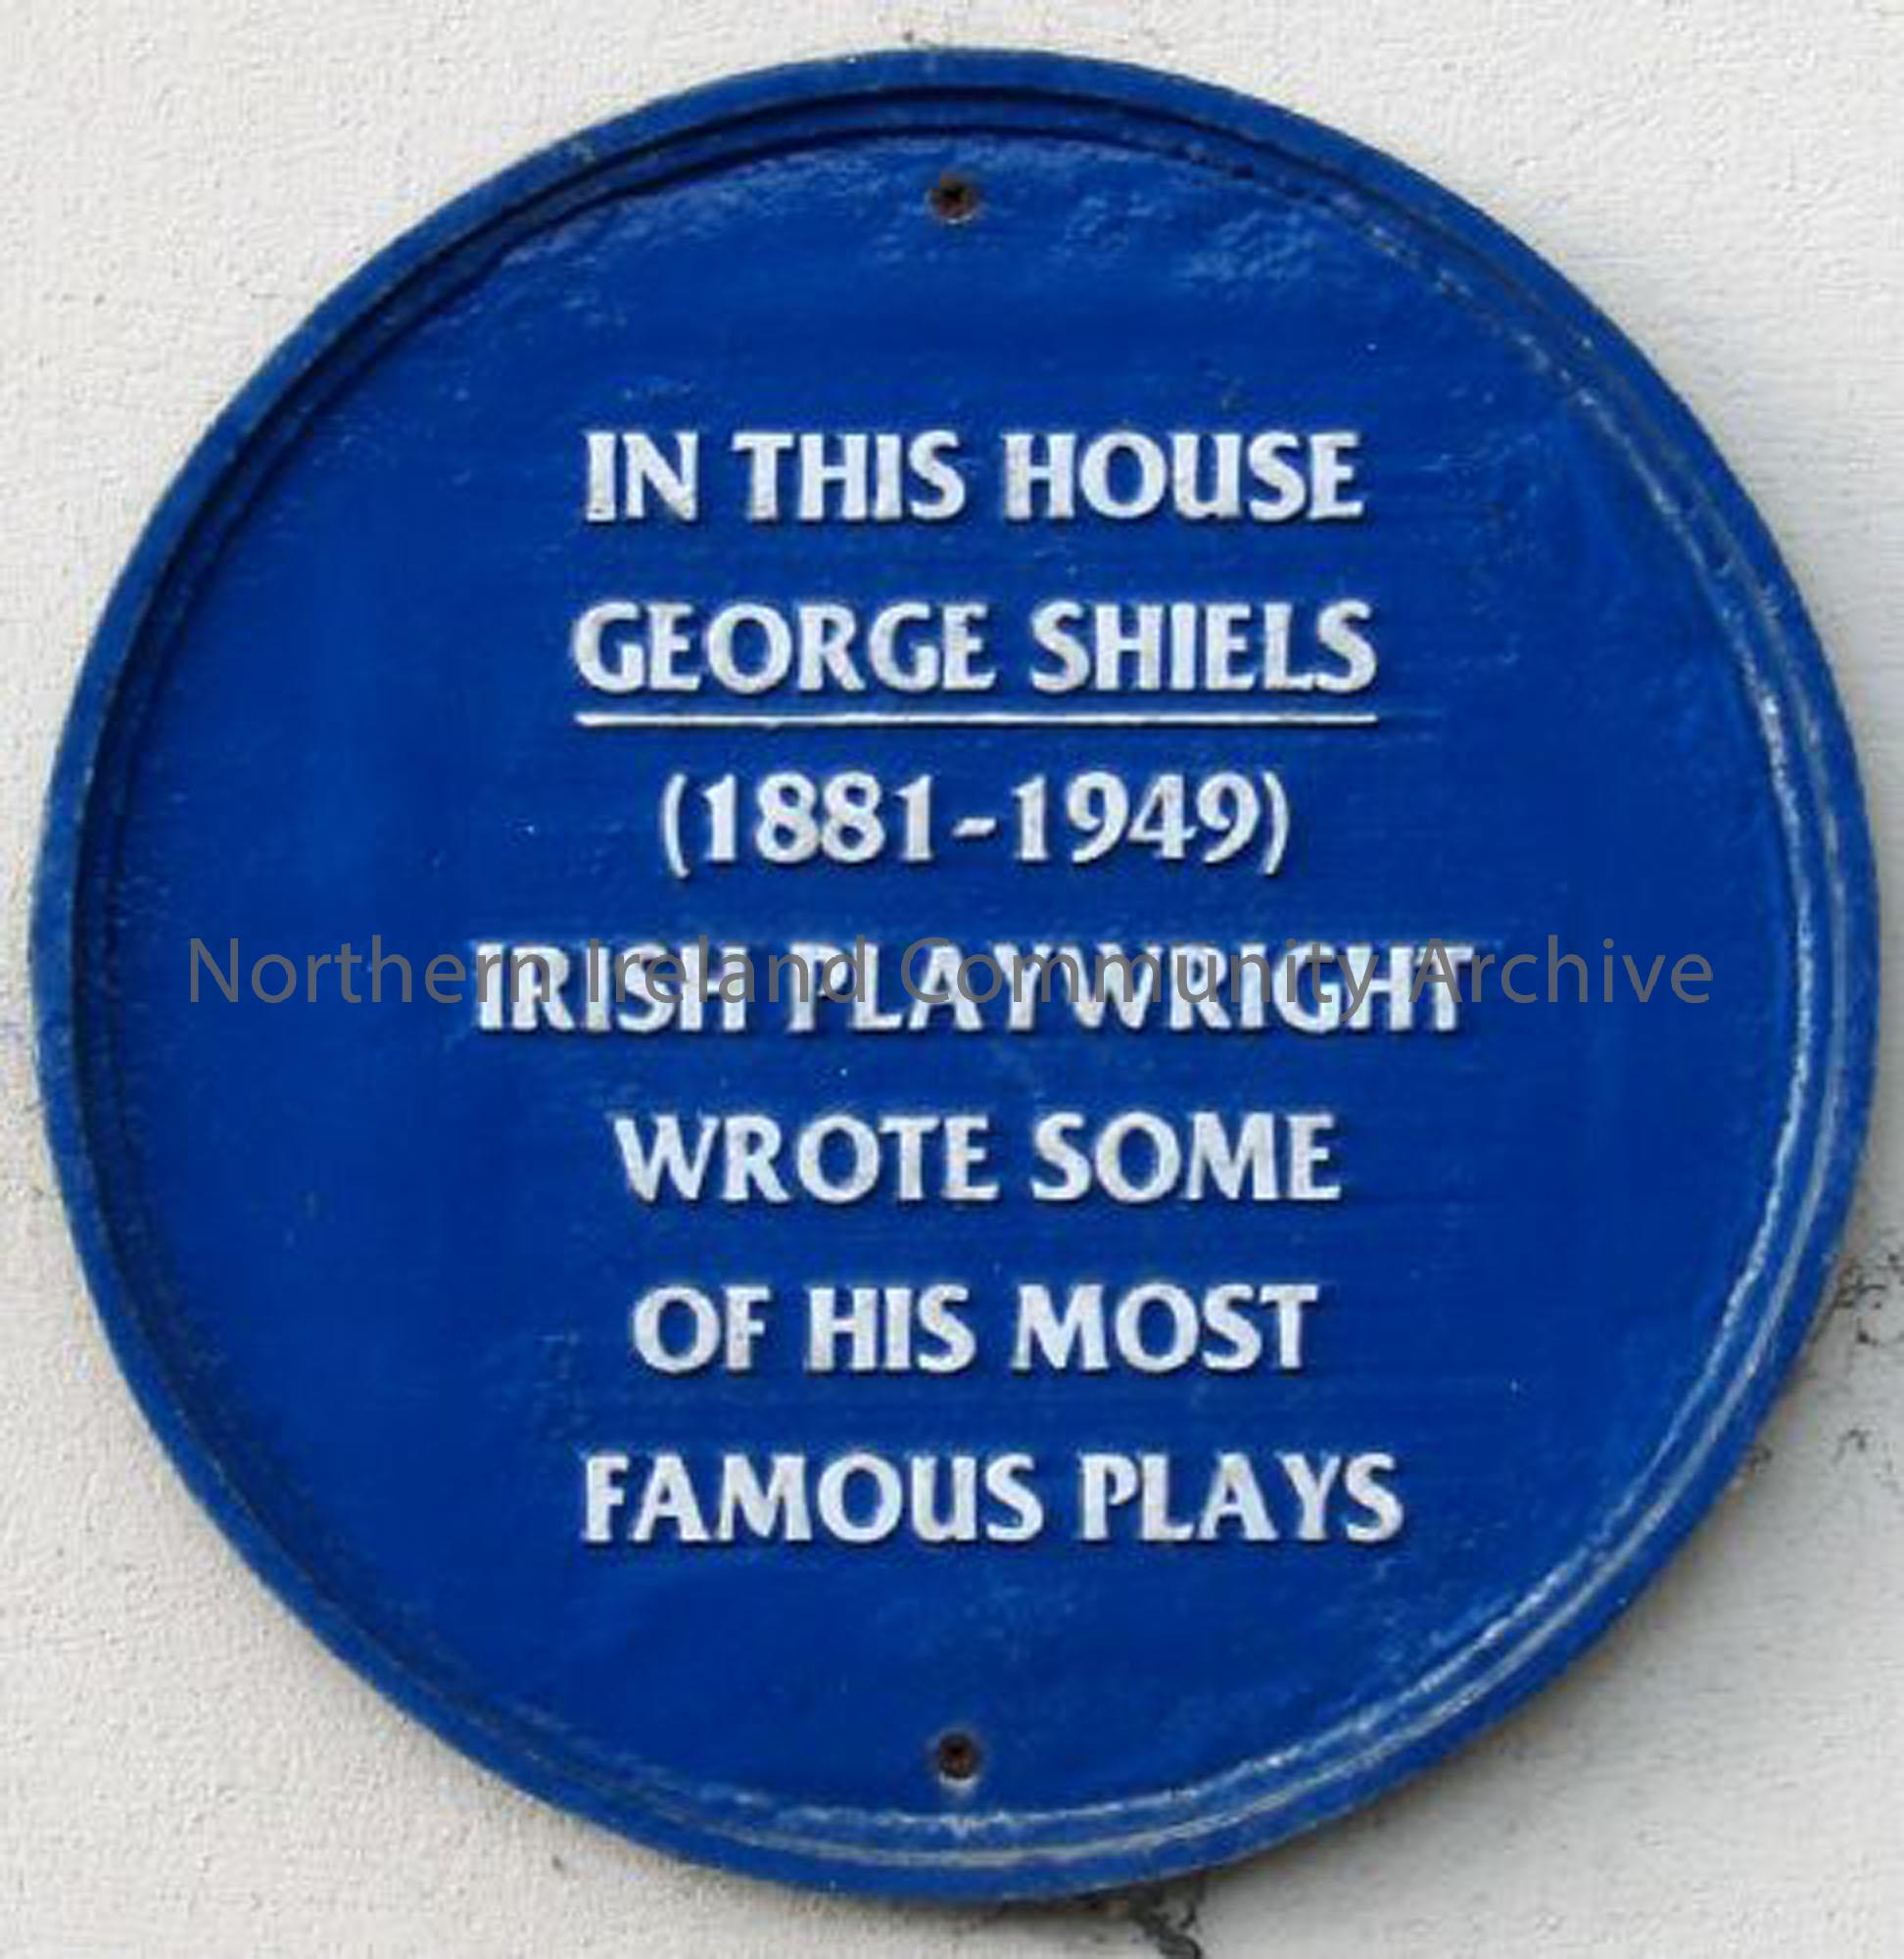 IN THIS HOUSE
GEORGE SHIELS
(1881-1949)
IRISH PLAYWRIGHT
Northern Ireland Community Archive
WROTE SOME
OF HIS MOST
FAMOUS PLAYS